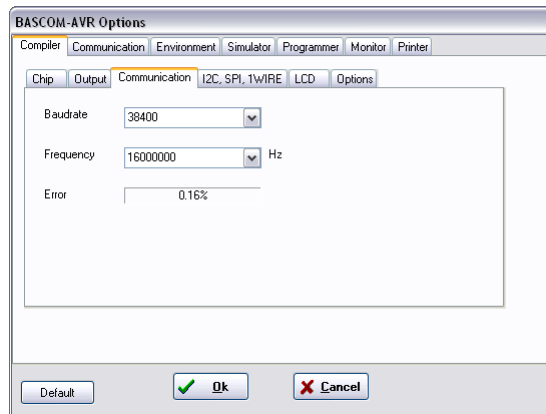 BASCOM-AVR Options
Compiler Communication Environment Simulator Programmer Monitor Printer
Chip Output Communication I2C, SPI, 1WIRE LCD Options
Baudrate 38400
Frequency 16000000 Hz
Error 0.16%
Default Ok Cancel